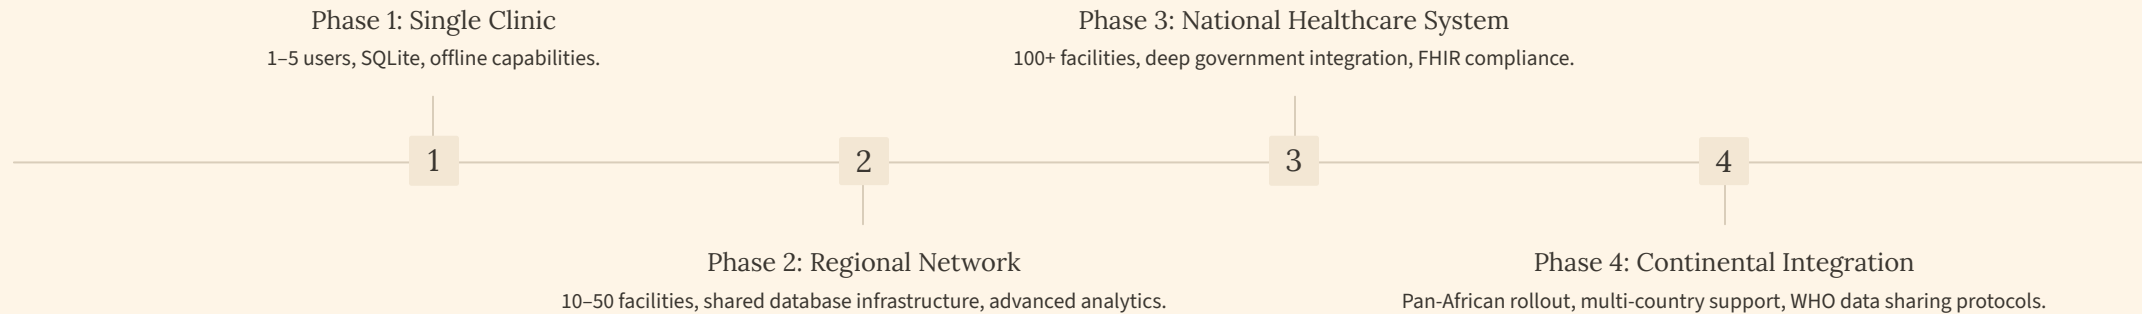 Phase 1: Single Clinic
1–5 users, SQLite, offline capabilities.
1
2
Phase 2: Regional Network
10–50 facilities, shared database infrastructure, advanced analytics.
Phase 3: National Healthcare System
100+ facilities, deep government integration, FHIR compliance.
3
4
Phase 4: Continental Integration
Pan-African rollout, multi-country support, WHO data sharing protocols.